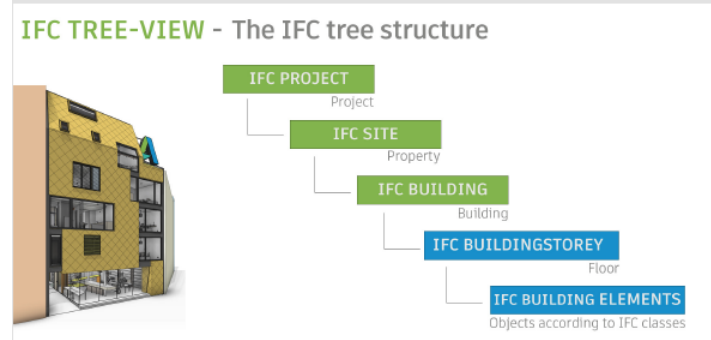 IFC TREE-VIEW - The IFC tree structure
IFC PROJECT
Project
IFC SITE
Property
IFC BUILDING
Building
IFC BUILDINGSTOREY
Floor
IFC BUILDING ELEMENTS
Objects according to IFC classes